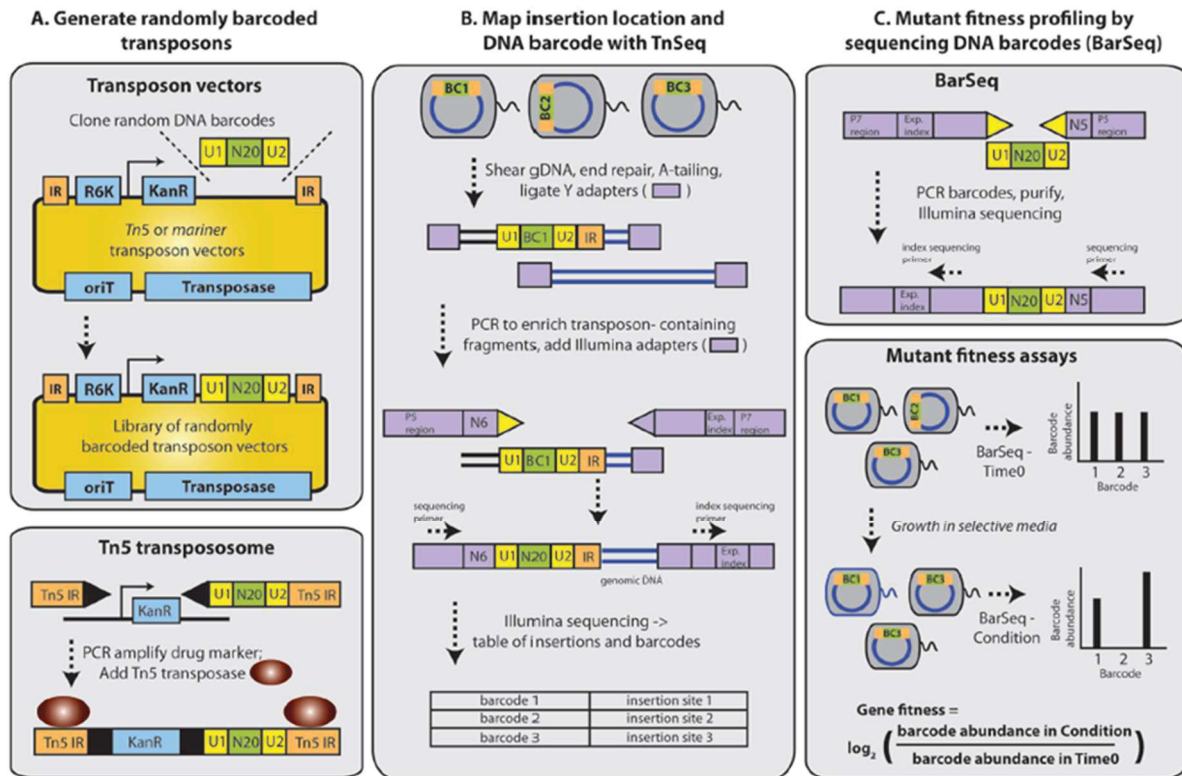 A. Generate randomly barcoded
transposons
Transposon vectors
Clone random DNA barcodes
U1 N20 U2
IR R6K KanR IR
Tn5 or mariner
transposon vectors
oriT Transposase
IR R6K KanR U1 N20 U2 IR
Library of randomly
barcoded transposon vectors
oriT Transposase
Tn5 transpososome
Tn5 IR U1 N20 U2 Tn5 IR
KanR
PCR amplify drug marker;
Add Tn5 transposase
Tn5 IR KanR U1 N20 U2 Tn5 IR
B. Map insertion location and
DNA barcode with TnSeq
BC1 BC2 BC3
Shear gDNA, end repair, A-tailing,
ligate Y adapters ( )
U1 BC1 U2 IR
PCR to enrich transposon- containing
fragments, add Illumina adapters ( )
P5
region N6 Exp.
index P7
region
U1 BC1 U2 IR
sequencing
primer index sequencing
primer
N6 U1 N20 U2 IR Exp.
index
genomic DNA
Illumina sequencing ->
table of insertions and barcodes
barcode 1 insertion site 1
barcode 2 insertion site 2
barcode 3 insertion site 3
C. Mutant fitness profiling by
sequencing DNA barcodes (BarSeq)
BarSeq
P7
region Exp.
index N5 P5
region
U1 N20 U2
PCR barcodes, purify,
Illumina sequencing
index sequencing
primer sequencing
primer
Exp.
index U1 N20 U2 N5
Mutant fitness assays
BC1 BC2
BC3
BarSeq -
Time0
Barcode
abundance
1 2 3
Barcode
Growth in selective media
BC1 BC3
BC3
BarSeq -
Condition
Barcode
abundance
1 2 3
Barcode
Gene fitness =
log2 ( barcode abundance in Condition
barcode abundance in Time0 )